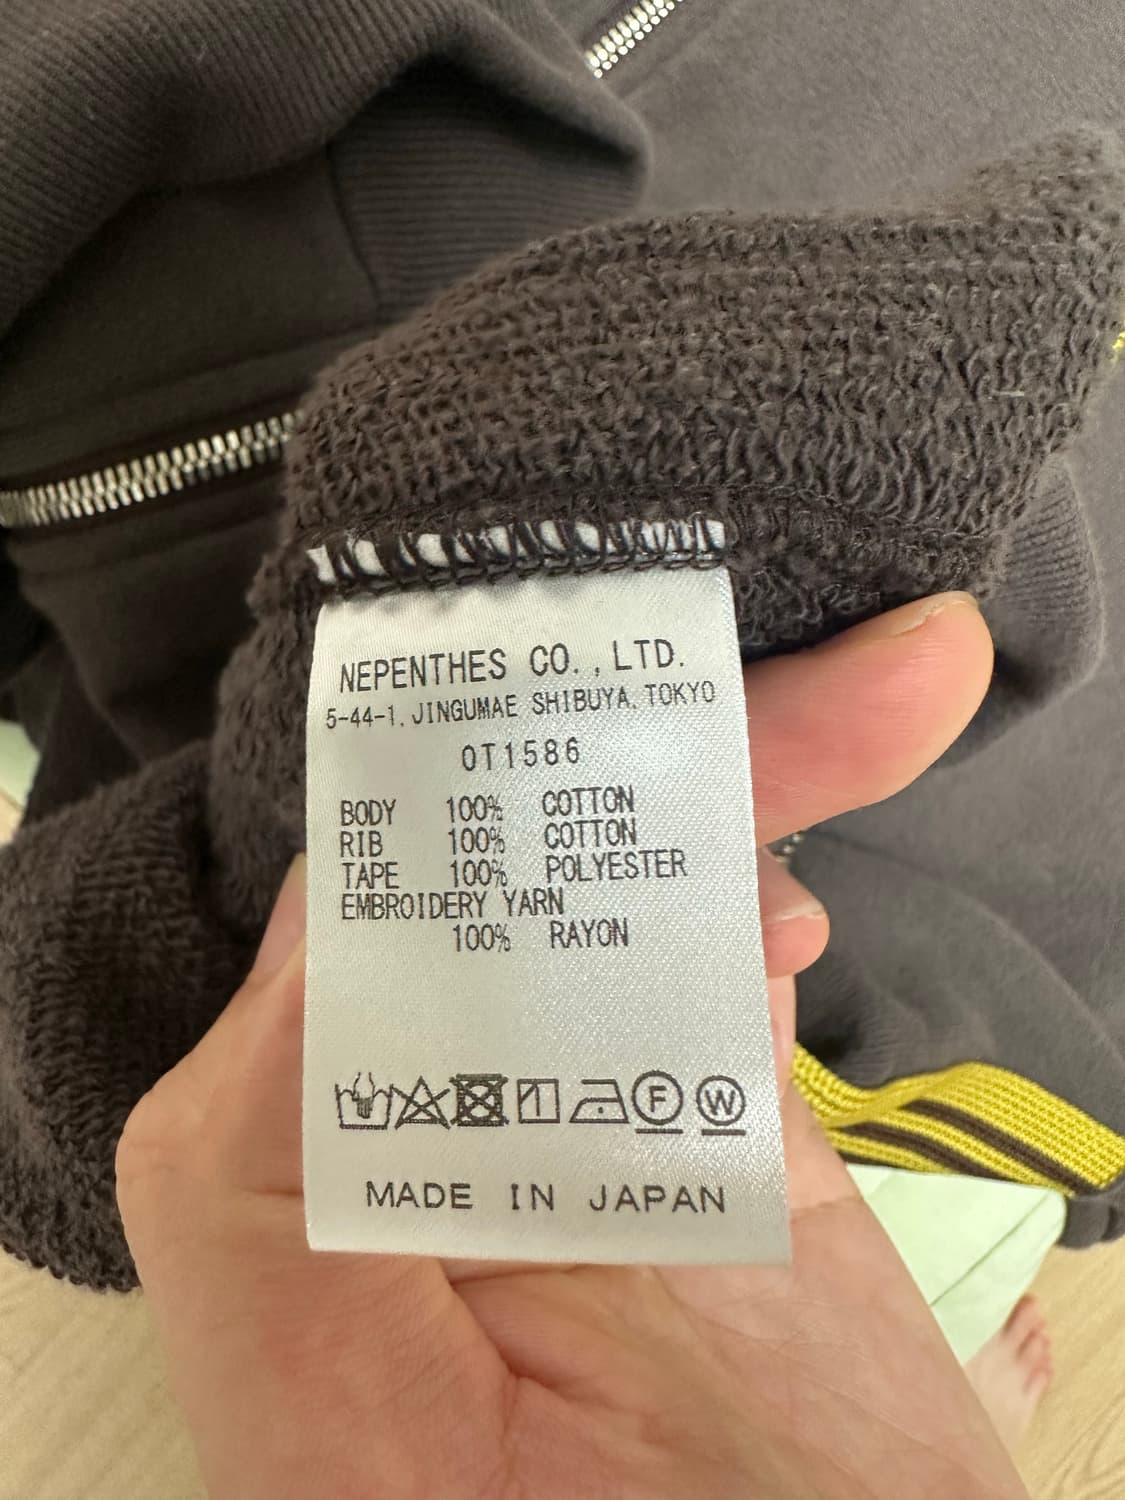 NEPENTHES CO.,LTD.
5-44-1, JINGUMAE SHIBUYA, TOKYO
OT1586
BODY 100% COTTON
RIB 100% COTTON
TAPE 100% POLYESTER
EMBROIDERY YARN
100% RAYON
F W
MADE IN JAPAN